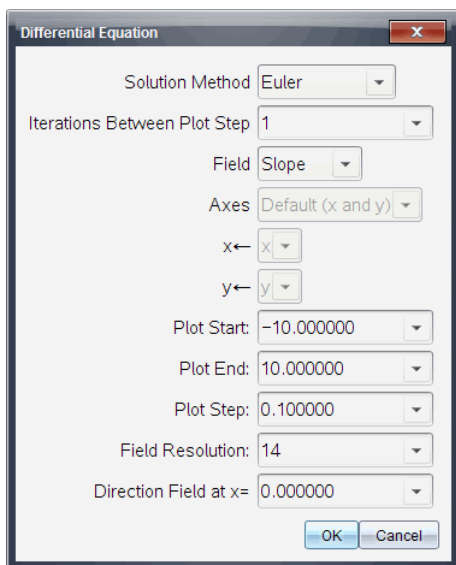 Differential Equation
Solution Method Euler
Iterations Between Plot Step 1
Field Slope
Axes Default (x and y)
x← x
y← y
Plot Start: −10.000000
Plot End: 10.000000
Plot Step: 0.100000
Field Resolution: 14
Direction Field at x= 0.000000
OK Cancel